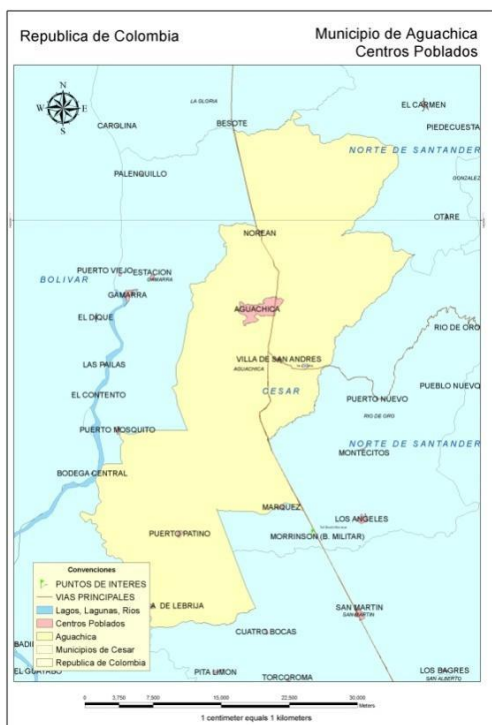 Republica de Colombia
Municipio de Aguachica
Centros Poblados
N
W E
S
LA GLORIA
EL CARMEN
CAROLINA
BESOTE
PIEDECUESTA
NORTE DE SANTANDER
PALENQUILLO
GONZALEZ
OTARE
NOREAN
PUERTO VIEJO
ESTACION
GAMARRA
BOLIVAR
GAMARRA
AGUACHICA
EL DIQUE
RIO DE ORO
VILLA DE SAN ANDRES
LAS PAILAS
AGUACHICA
PUEBLO NUEVO
CESAR
EL CONTENTO
PUERTO NUEVO
RIO DE ORO
PUERTO MOSQUITO
NORTE DE SANTANDER
MONTECITOS
BODEGA CENTRAL
MARQUEZ
LOS ANGELES
PUERTO PATINO
MORRINSON (B. MILITAR)
Convenciones
PUNTOS DE INTERES
VIAS PRINCIPALES
Lagos, Lagunas, Rios
Centros Poblados
Aguachica
Municipios de Cesar
Republica de Colombia
DE LEBRIJA
SAN MARTIN
SAN MARTIN
CUATRO BOCAS
PITA LIMON
TORCOROMA
LOS BAGRES
SAN ALBERTO
0 3,750 7,500 15,000 22,500 30,000
Meters
1 centimeter equals 1 kilometers